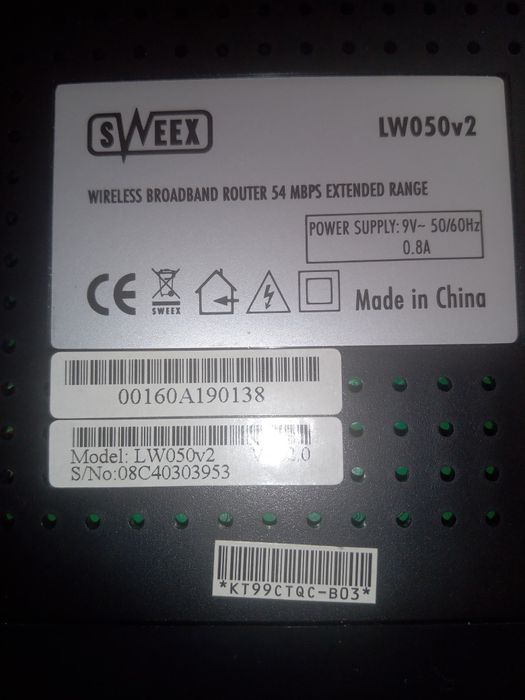 SWEEX
LW050v2
WIRELESS BROADBAND ROUTER 54 MBPS EXTENDED RANGE
POWER SUPPLY: 9V~ 50/60Hz
0.8A
CE
SWEEX
Made in China
00160A190138
Model: LW050v2
S/No:08C40303953
*KT99CTQC-B03*